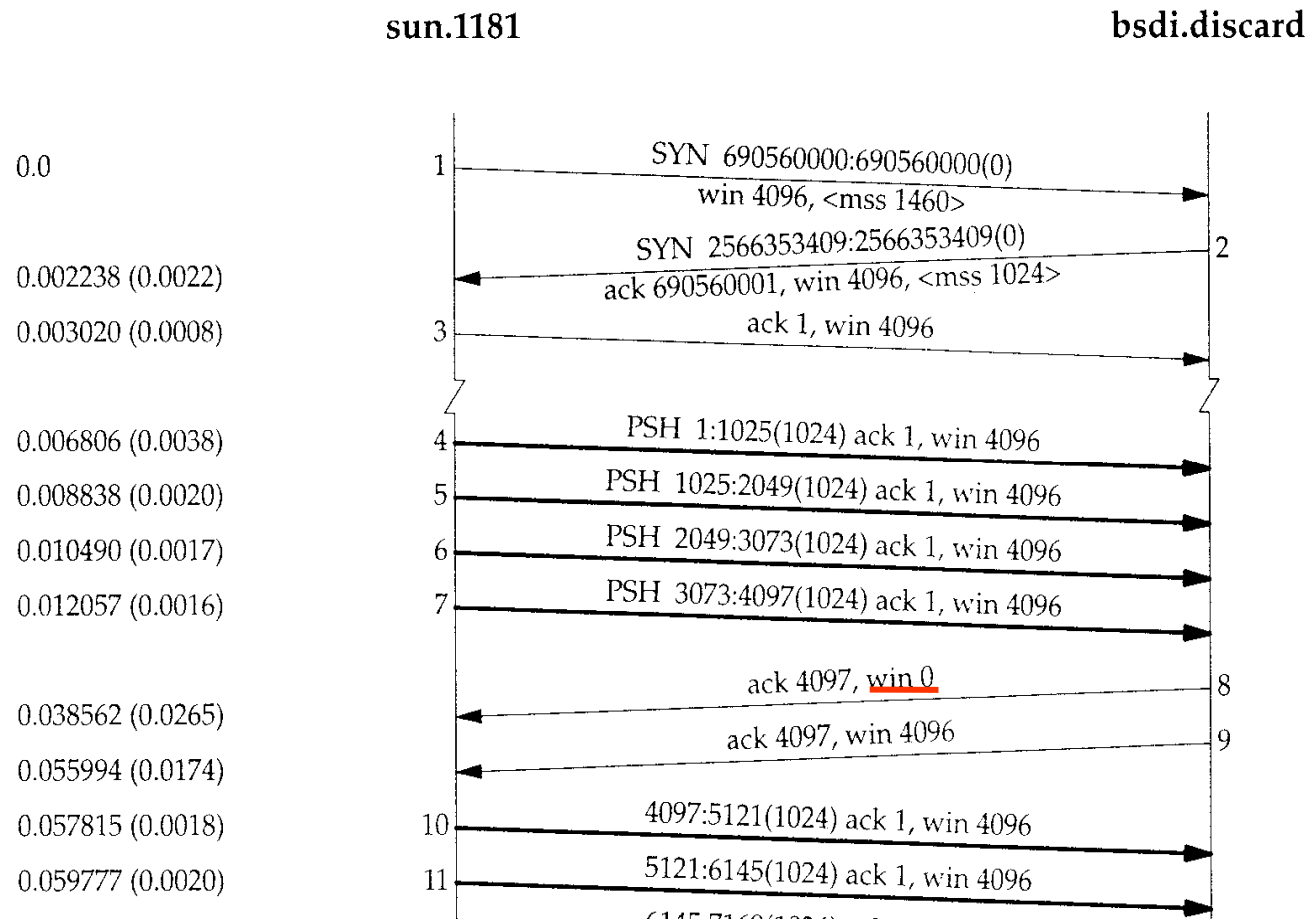 sun.1181 bsdi.discard
0.0 1 SYN 690560000:690560000(0)
win 4096, <mss 1460>
SYN 2566353409:2566353409(0) 2
0.002238 (0.0022) ack 690560001, win 4096, <mss 1024>
0.003020 (0.0008) 3 ack 1, win 4096
0.006806 (0.0038) 4 PSH 1:1025(1024) ack 1, win 4096
0.008838 (0.0020) 5 PSH 1025:2049(1024) ack 1, win 4096
0.010490 (0.0017) 6 PSH 2049:3073(1024) ack 1, win 4096
0.012057 (0.0016) 7 PSH 3073:4097(1024) ack 1, win 4096
ack 4097, win 0 8
0.038562 (0.0265)
ack 4097, win 4096 9
0.055994 (0.0174)
0.057815 (0.0018) 10 4097:5121(1024) ack 1, win 4096
0.059777 (0.0020) 11 5121:6145(1024) ack 1, win 4096